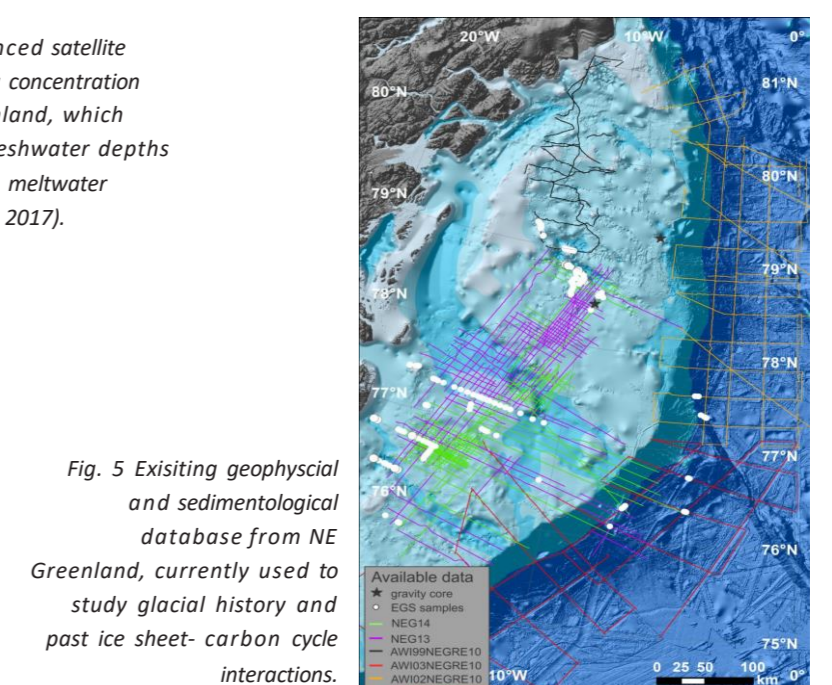 nced satellite
concentration
nland, which
eshwater depths
meltwater
2017).
Fig. 5 Exisiting geophyscial
and sedimentological
database from NE
Greenland, currently used to
study glacial history and
past ice sheet- carbon cycle
interactions.
20°W 10°W 0°
81°N
80°N
80°N
79°N
79°N
78°N
78°N
77°N
77°N
76°N
76°N
75°N
Available data
gravity core
EGS samples
NEG14
NEG13
AWI99NEGRE10
AWI03NEGRE10
AWI02NEGRE10
10°W
0 25 50 100
km 0°